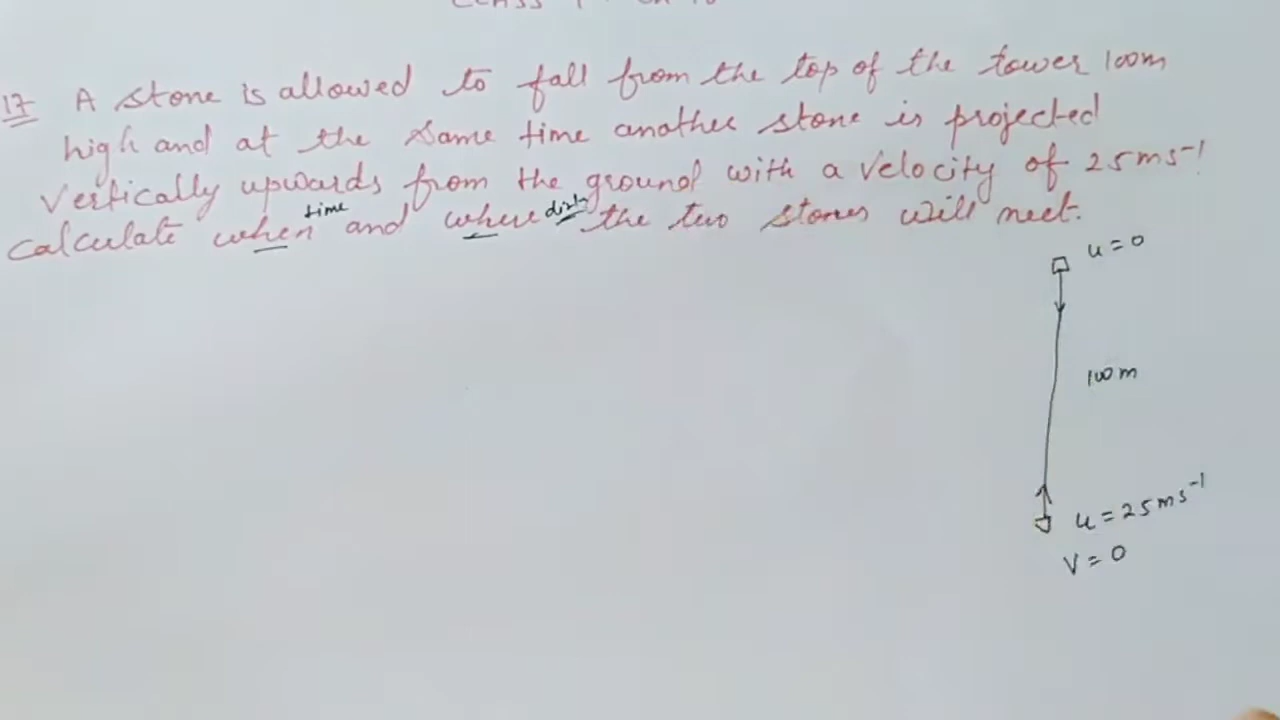 17 A stone is allowed to fall from the top of the tower 100m
high and at the same time another stone is projected
Vertically upwards from the ground with a velocity of 25ms⁻¹.
time
Calculate when and where the two stones will meet.
u = 0
100m
u = 25ms⁻¹
V = 0